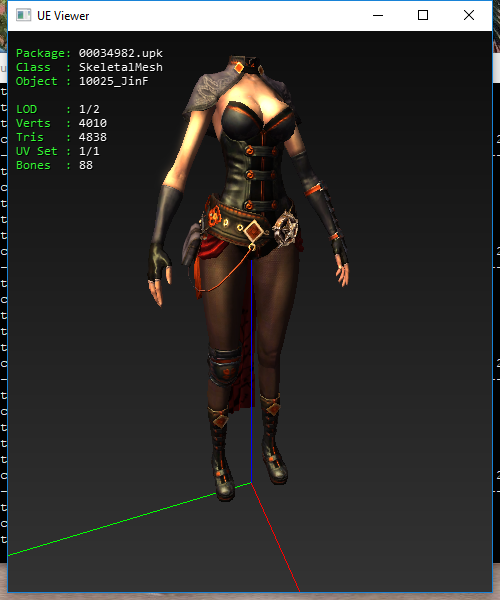 UE Viewer
Package: 00034982.upk
Class : SkeletalMesh
Object : 10025_JinF
LOD : 1/2
Verts : 4010
Tris : 4838
UV Set : 1/1
Bones : 88